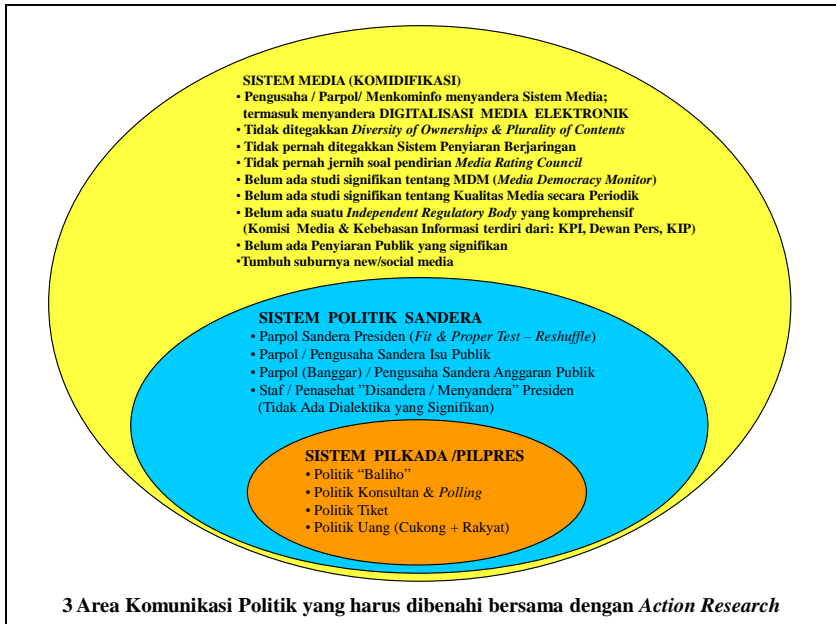 SISTEM MEDIA (KOMIDIFIKASI)
• Pengusaha / Parpol/ Menkominfo menyandera Sistem Media;
termasuk menyandera DIGITALISASI MEDIA ELEKTRONIK
• Tidak ditegakkan Diversity of Ownerships & Plurality of Contents
• Tidak pernah ditegakkan Sistem Penyiaran Berjaringan
• Tidak pernah jernih soal pendirian Media Rating Council
• Belum ada studi signifikan tentang MDM (Media Democracy Monitor)
• Belum ada studi signifikan tentang Kualitas Media secara Periodik
• Belum ada suatu Independent Regulatory Body yang komprehensif
(Komisi Media & Kebebasan Informasi terdiri dari: KPI, Dewan Pers, KIP)
• Belum ada Penyiaran Publik yang signifikan
•Tumbuh suburnya new/social media
SISTEM POLITIK SANDERA
• Parpol Sandera Presiden (Fit & Proper Test – Reshuffle)
• Parpol / Pengusaha Sandera Isu Publik
• Parpol (Banggar) / Pengusaha Sandera Anggaran Publik
• Staf / Penasehat ”Disandera / Menyandera” Presiden
(Tidak Ada Dialektika yang Signifikan)
SISTEM PILKADA /PILPRES
• Politik “Baliho”
• Politik Konsultan & Polling
• Politik Tiket
• Politik Uang (Cukong + Rakyat)
3 Area Komunikasi Politik yang harus dibenahi bersama dengan Action Research